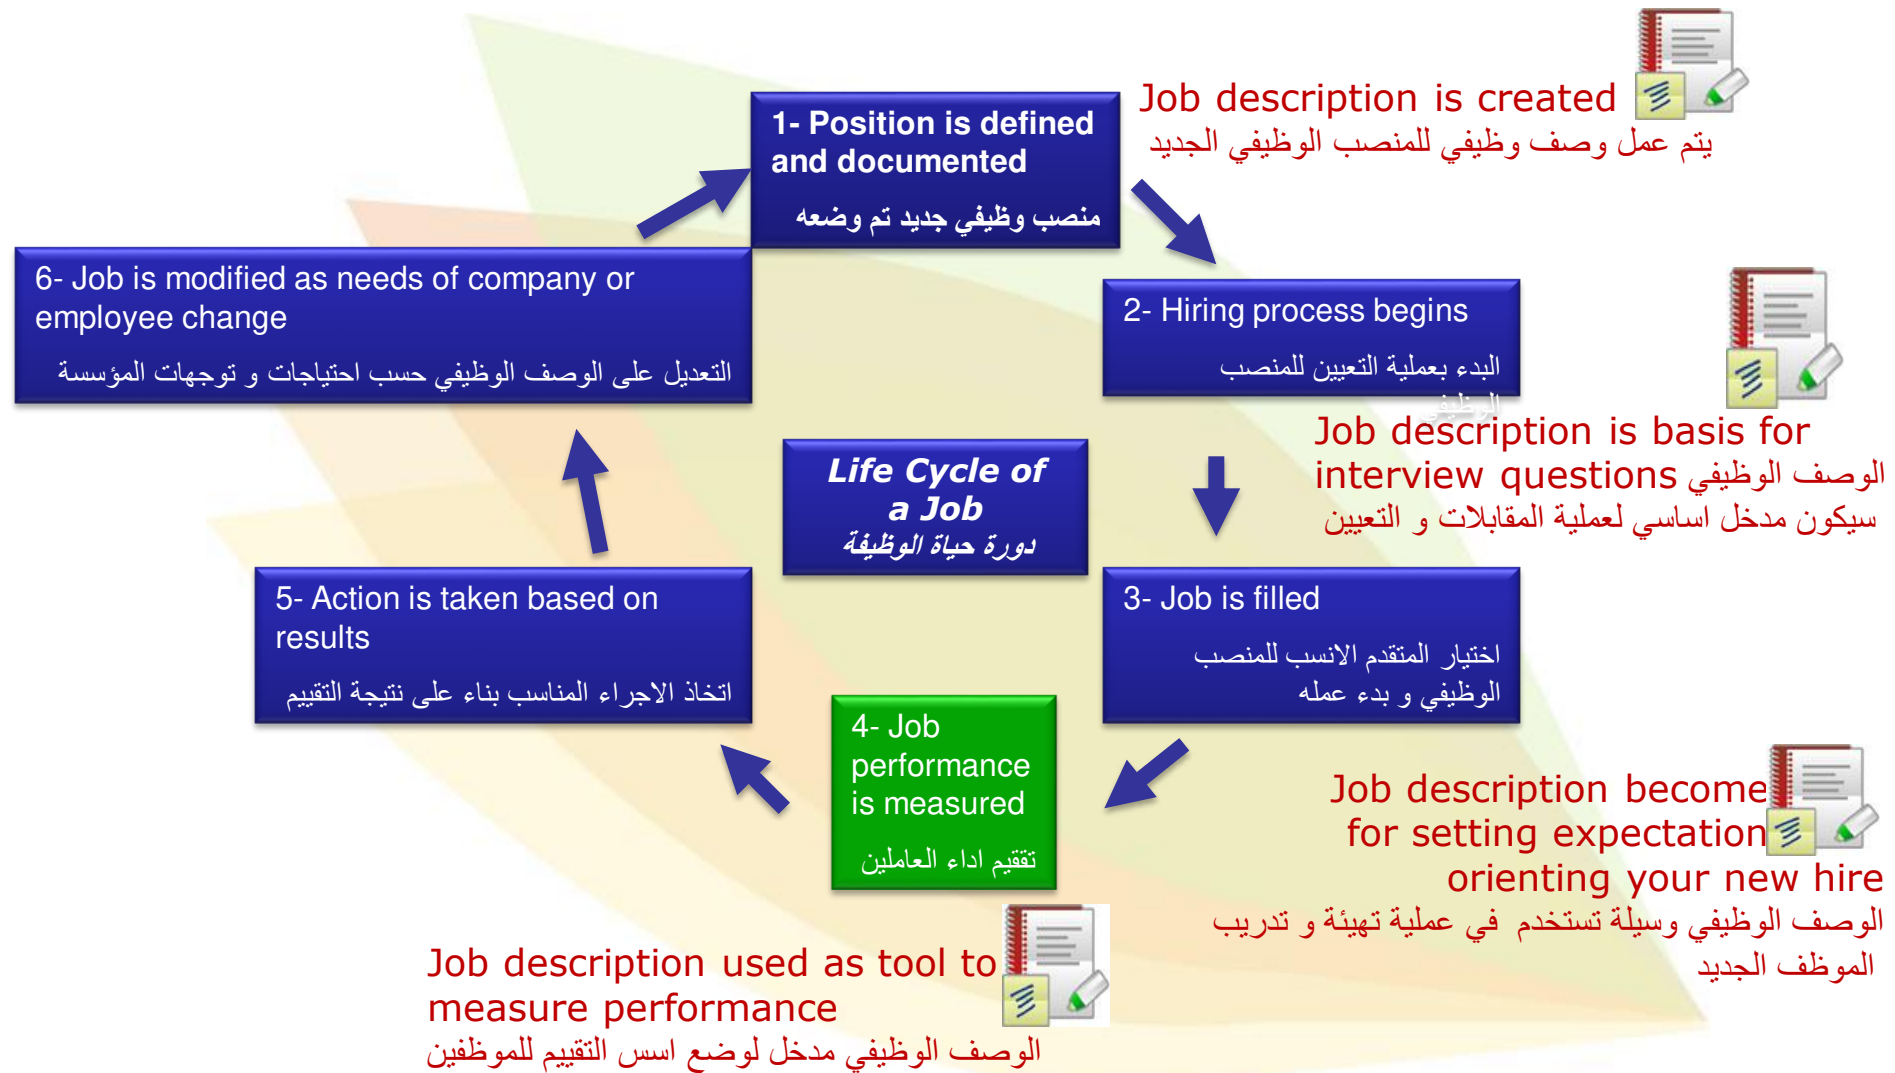 Job description is created
يتم عمل وصف وظيفي للمنصب الوظيفي الجديد
1- Position is defined
and documented
منصب وظيفي جديد تم وضعه
2- Hiring process begins
البدء بعملية التعيين للمنصب
الوظيفي
Job description is basis for
interview questions الوصف الوظيفي
سيكون مدخل اساسي لعملية المقابلات و التعيين
3- Job is filled
اختيار المتقدم الانسب للمنصب
الوظيفي و بدء عمله
Job description become
for setting expectation
orienting your new hire
الوصف الوظيفي وسيلة تستخدم في عملية تهيئة و تدريب
الموظف الجديد
4- Job
performance
is measured
تققيم اداء العاملين
Job description used as tool to
measure performance
الوصف الوظيفي مدخل لوضع اسس التقييم للموظفين
5- Action is taken based on
results
اتخاذ الاجراء المناسب بناء على نتيجة التقييم
6- Job is modified as needs of company or
employee change
التعديل على الوصف الوظيفي حسب احتياجات و توجهات المؤسسة
Life Cycle of
a Job
دورة حياة الوظيفة